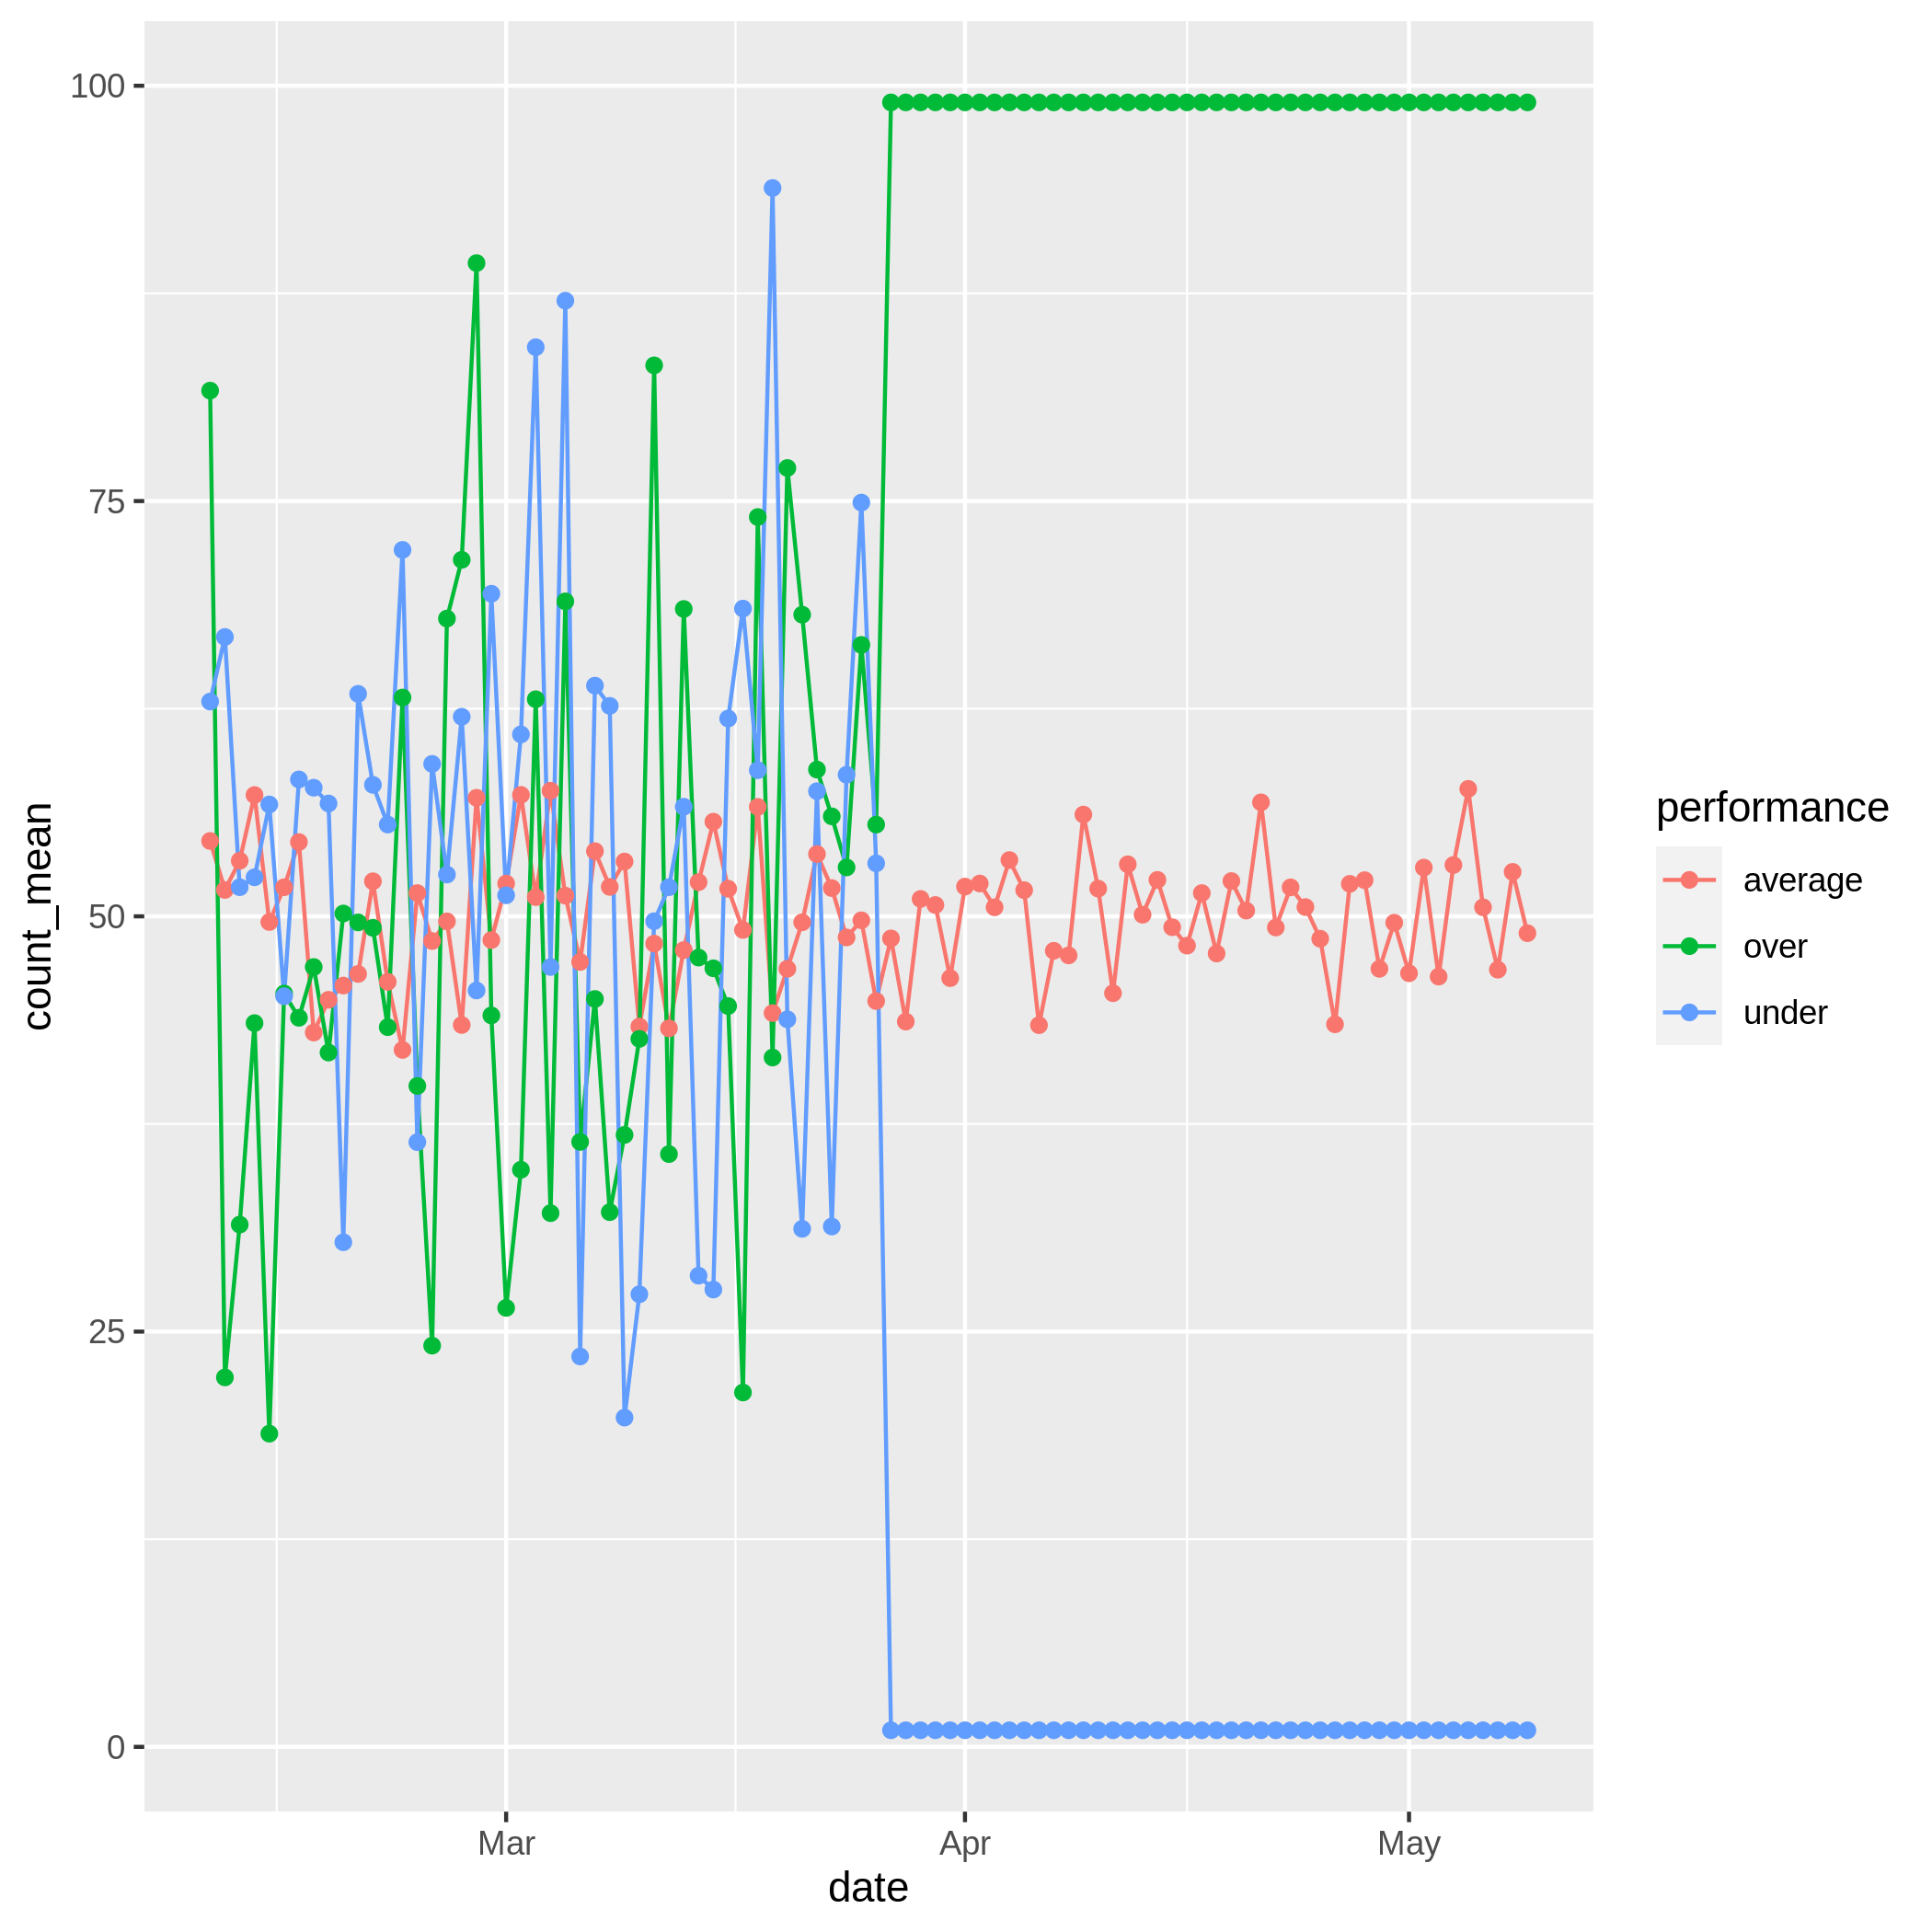 100
75
50
25
0
count_mean
Mar
Apr
May
date
performance
average
over
under